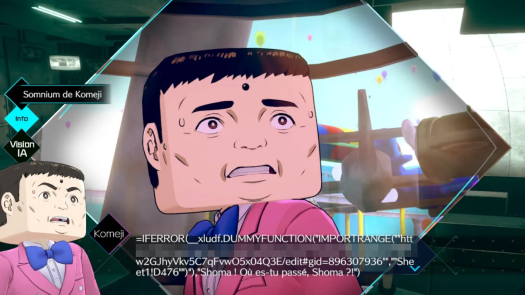 Somnium de Komeji
Info
Vision
IA
Komeji
=IFERROR(__xludf.DUMMYFUNCTION("IMPORTRANGE(""htt
w2GJhyVkv5C7qFvwO5x04Q3E/edit#gid=896307936"",""She
et1!D476"")"),"Shoma ! Où es-tu passé, Shoma ?!")